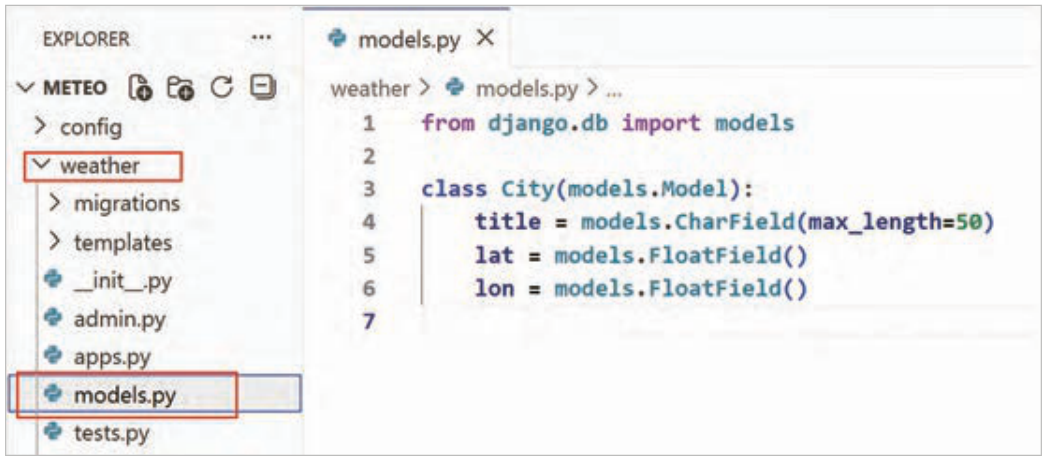 EXPLORER ...
METEO
config
weather
migrations
templates
__init__.py
admin.py
apps.py
models.py
tests.py
models.py
weather > models.py > ...
1 from django.db import models
2
3 class City(models.Model):
4 title = models.CharField(max_length=50)
5 lat = models.FloatField()
6 lon = models.FloatField()
7